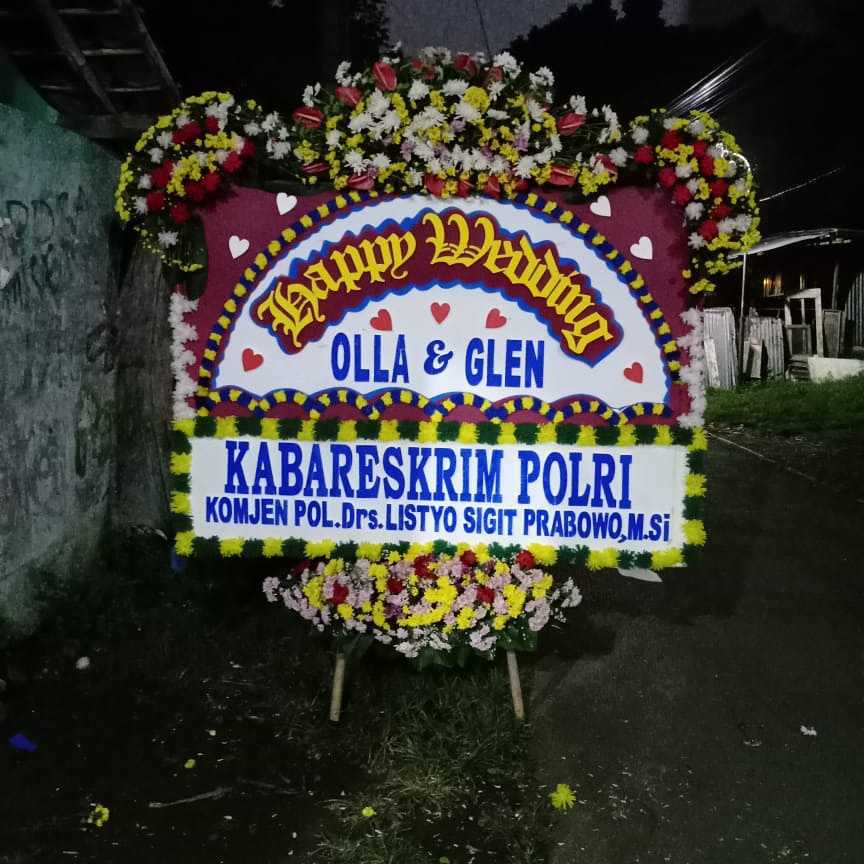 Happy Wedding
OLLA & GLEN
KABARESKRIM POLRI
KOMJEN POL.Drs.LISTYO SIGIT PRABOWO,M.Si